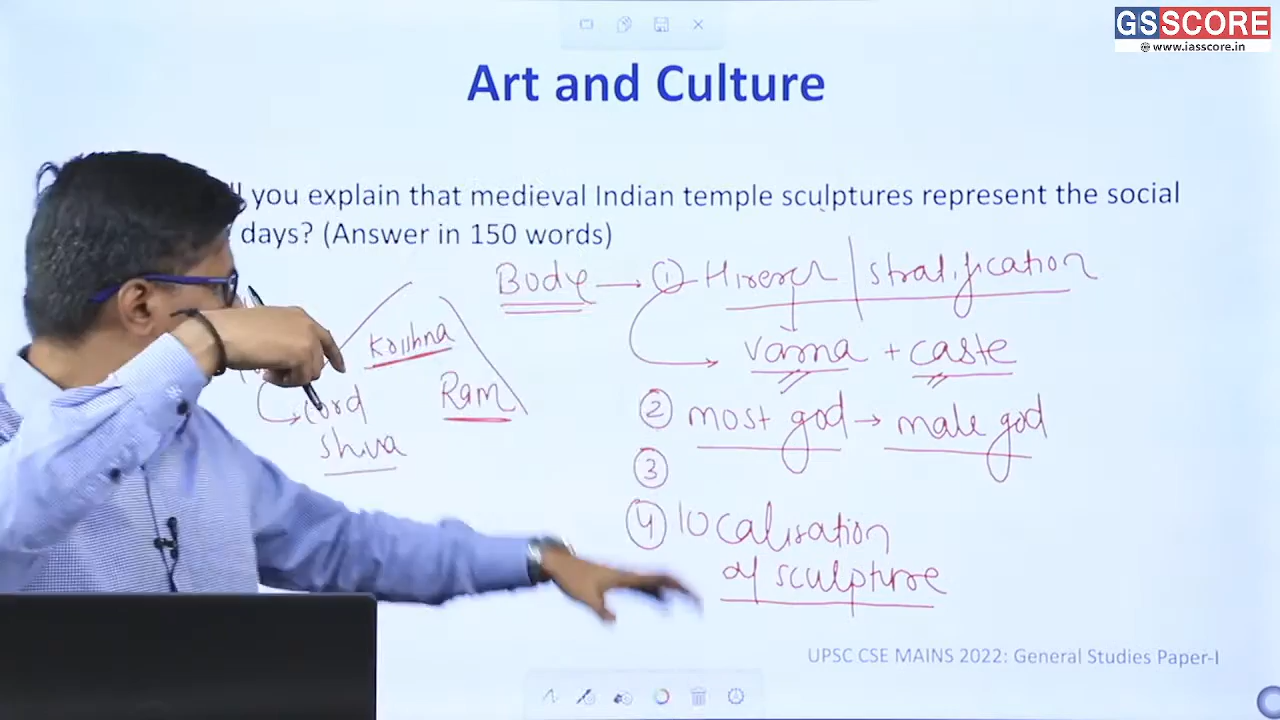 GSSCORE
www.iasscore.in
Art and Culture
you explain that medieval Indian temple sculptures represent the social
days? (Answer in 150 words)
Body → ① Hirerch | stratification
varna + caste
② most god → male god
③
④ localisation
of sculpture
Krishna
Ram
Lord
Shiva
UPSC CSE MAINS 2022: General Studies Paper-I